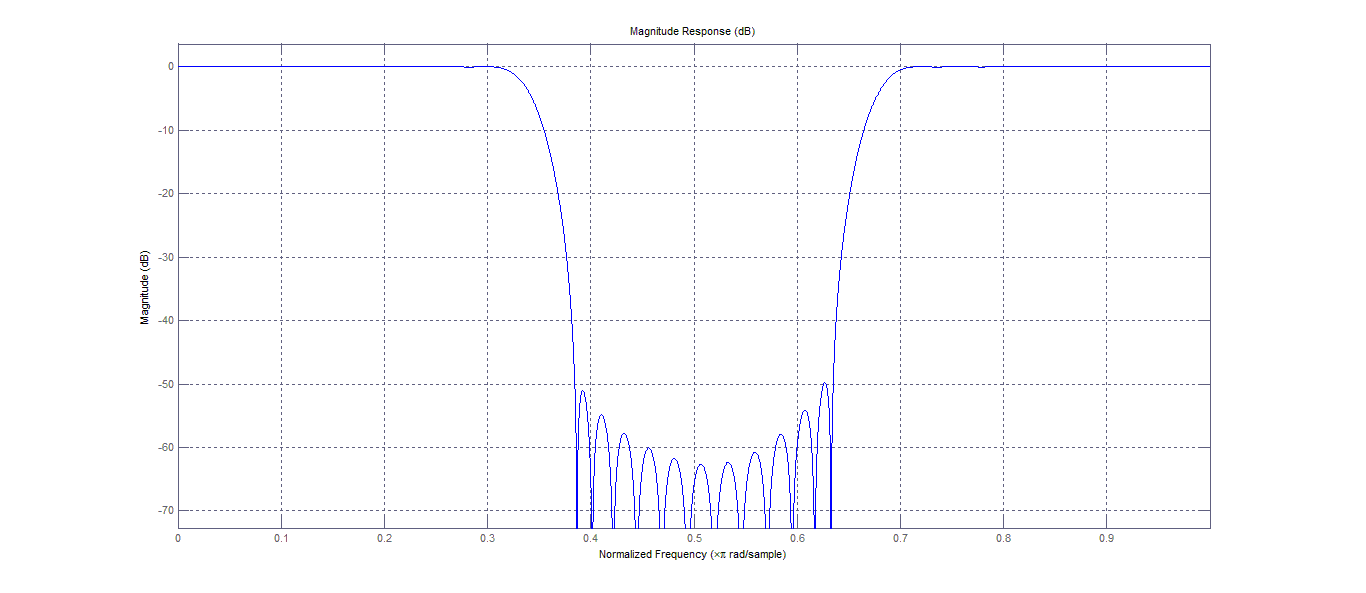 Magnitude Response (dB)
0
-10
-20
-30
-40
-50
-60
-70
Magnitude (dB)
0 0.1 0.2 0.3 0.4 0.5 0.6 0.7 0.8 0.9
Normalized Frequency (×π rad/sample)